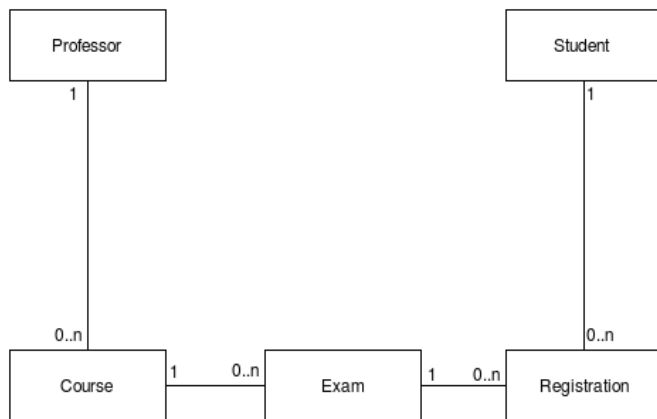 Professor
Student
1
1
0..n
0..n
Course
1
0..n
Exam
1
0..n
Registration